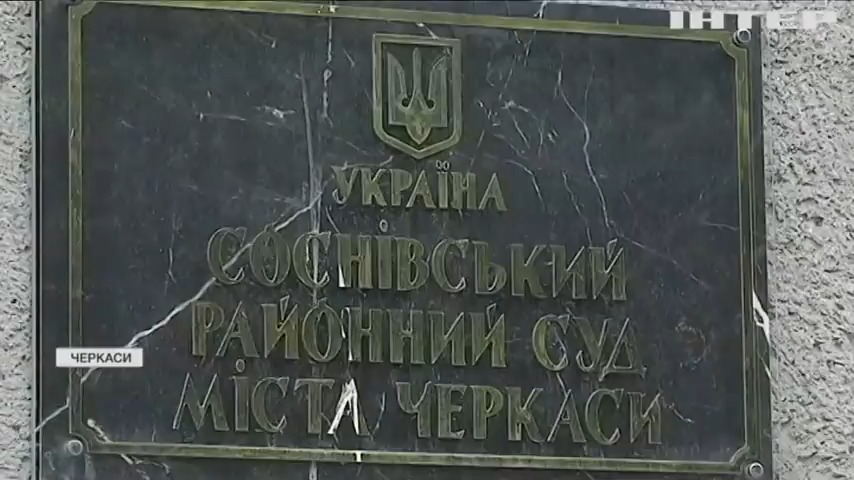 ІНТЕР
УКРАЇНА
СОСНІВСЬКИЙ
РАЙОННИЙ СУД
МІСТА ЧЕРКАСИ
ЧЕРКАСИ